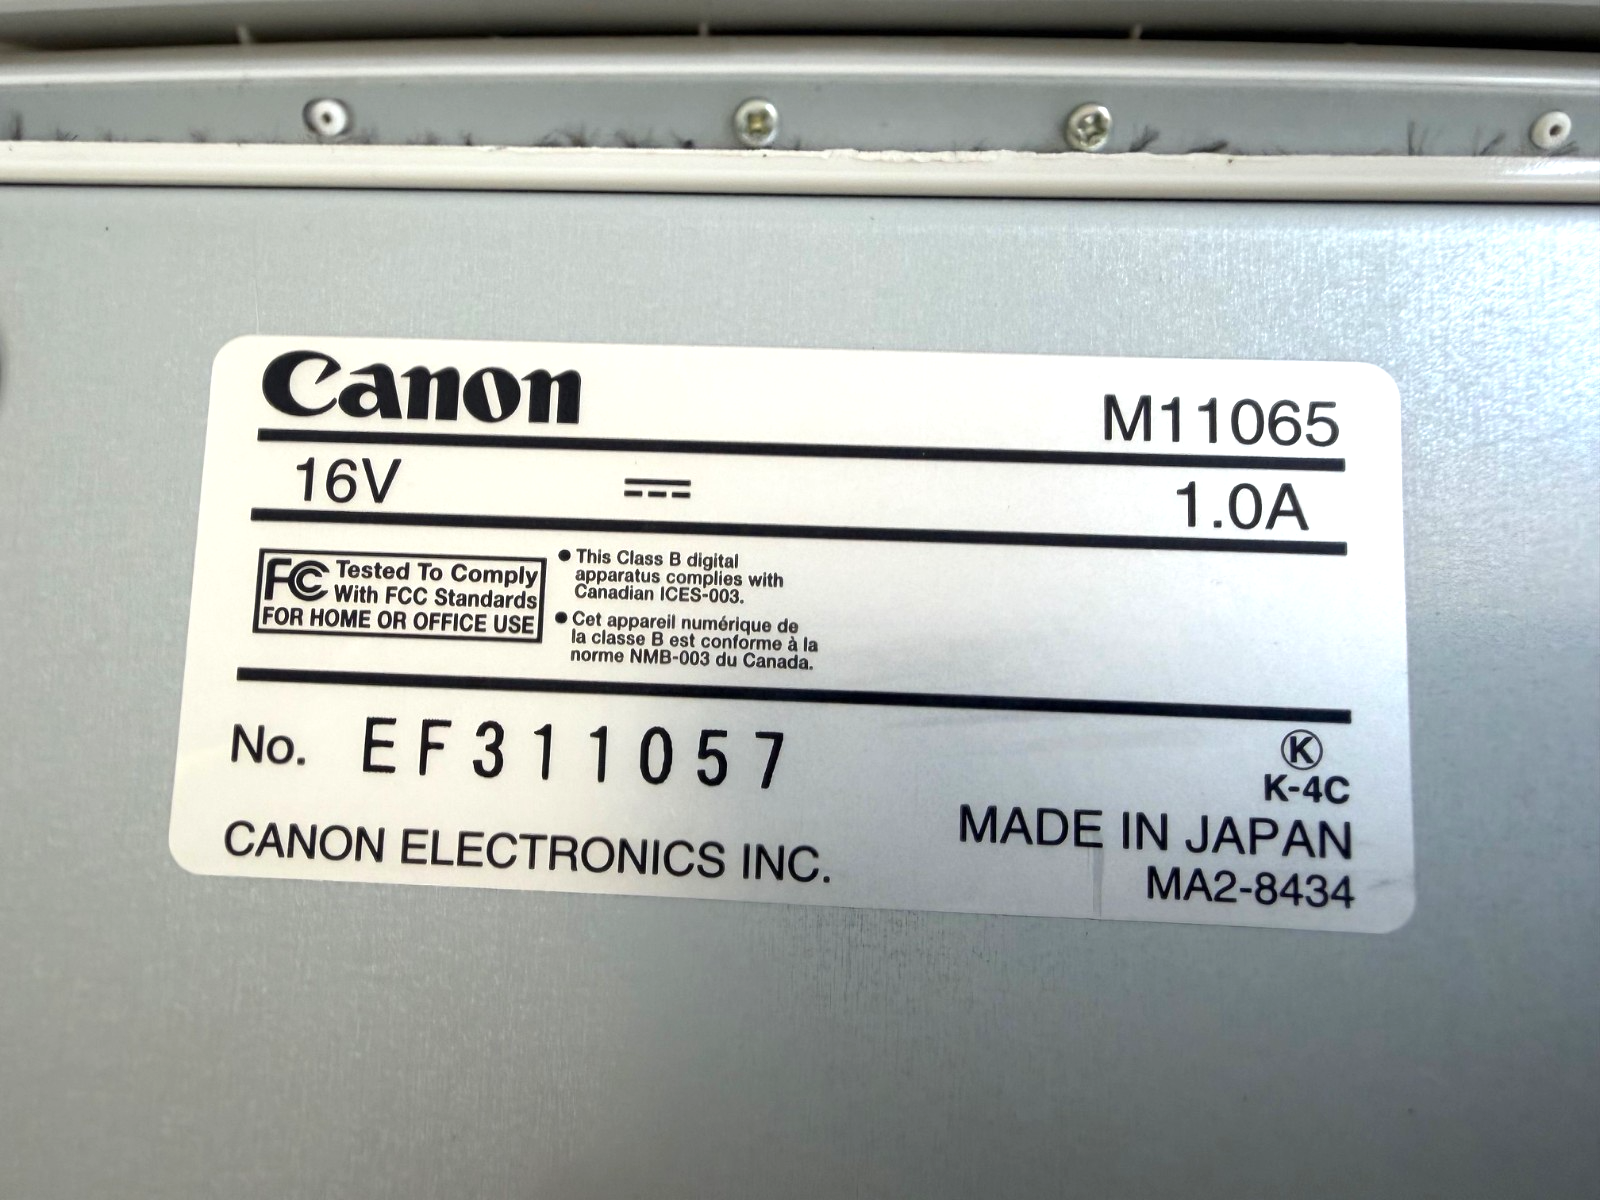 Canon
M11065
16V
1.0A
FC Tested To Comply
With FCC Standards
FOR HOME OR OFFICE USE
● This Class B digital
apparatus complies with
Canadian ICES-003.
● Cet appareil numérique de
la classe B est conforme à la
norme NMB-003 du Canada.
No. EF311057
K
K-4C
CANON ELECTRONICS INC.
MADE IN JAPAN
MA2-8434